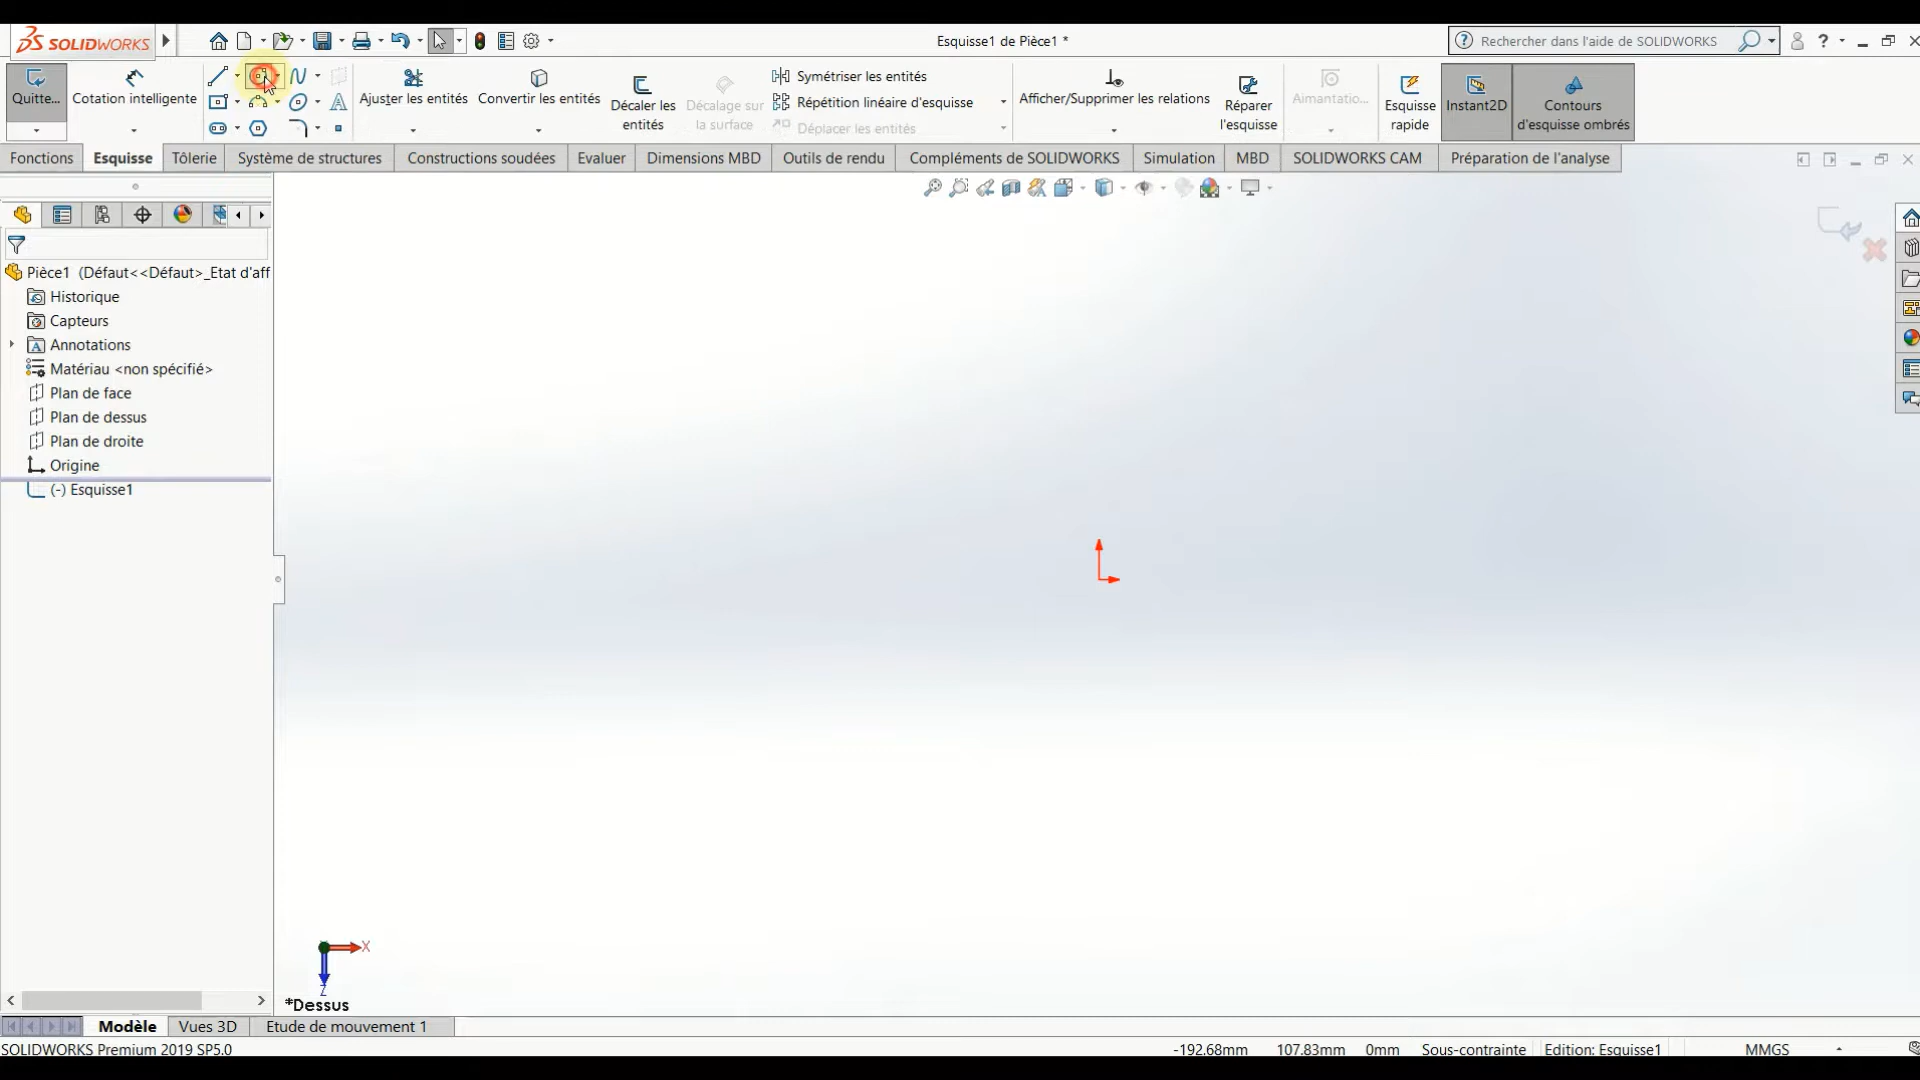 SOLIDWORKS
Esquisse1 de Pièce1 *
Rechercher dans l'aide de SOLIDWORKS
?
Quitte...
Cotation intelligente
Ajuster les entités
Convertir les entités
Décaler les
entités
Décalage sur
la surface
Symétriser les entités
Répétition linéaire d'esquisse
Déplacer les entités
Afficher/Supprimer les relations
Réparer
l'esquisse
Aimantatio...
Esquisse
rapide
Instant2D
Contours
d'esquisse ombrés
Fonctions
Esquisse
Tôlerie
Système de structures
Constructions soudées
Evaluer
Dimensions MBD
Outils de rendu
Compléments de SOLIDWORKS
Simulation
MBD
SOLIDWORKS CAM
Préparation de l'analyse
Pièce1 (Défaut<<Défaut>_Etat d'aff
Historique
Capteurs
Annotations
Matériau <non spécifié>
Plan de face
Plan de dessus
Plan de droite
Origine
(-) Esquisse1
X
Z
*Dessus
Modèle
Vues 3D
Etude de mouvement 1
SOLIDWORKS Premium 2019 SP5.0
-192.68mm
107.83mm
0mm
Sous-contrainte
Edition: Esquisse1
MMGS